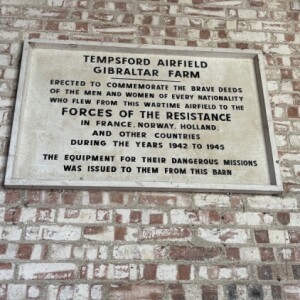 TEMPSFORD AIRFIELD
GIBRALTAR FARM
ERECTED TO COMMEMORATE THE BRAVE DEEDS
OF THE MEN AND WOMEN OF EVERY NATIONALITY
WHO FLEW FROM THIS WARTIME AIRFIELD TO THE
FORCES OF THE RESISTANCE
IN FRANCE, NORWAY, HOLLAND,
AND OTHER COUNTRIES
DURING THE YEARS 1942 TO 1945
THE EQUIPMENT FOR THEIR DANGEROUS MISSIONS
WAS ISSUED TO THEM FROM THIS BARN